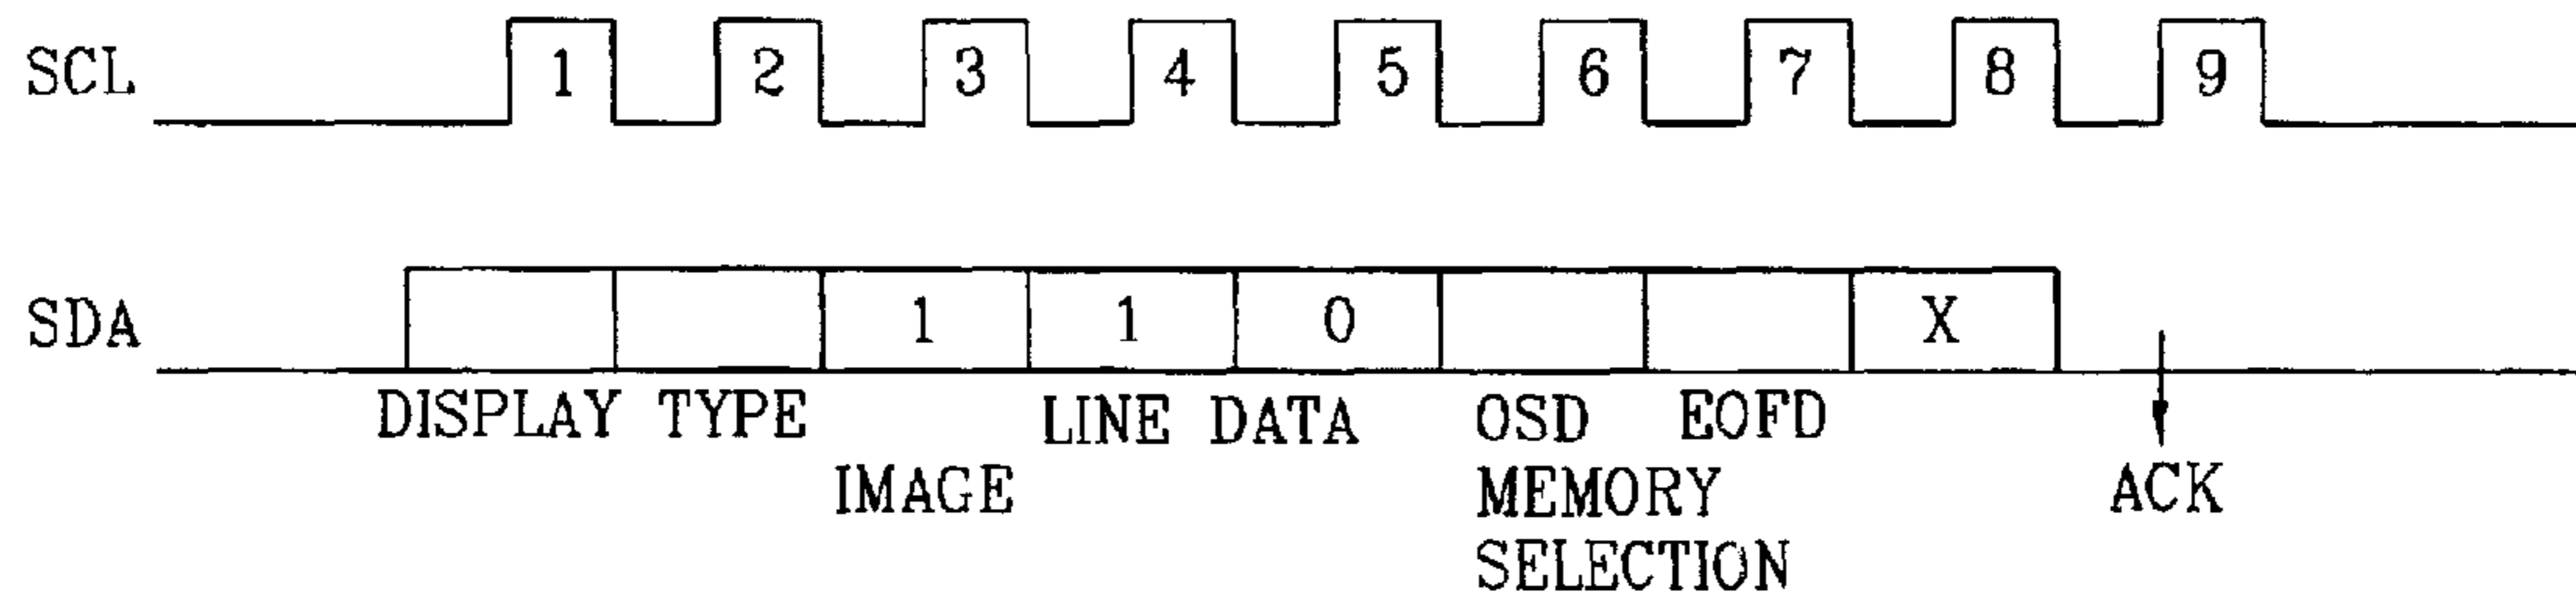 SCL 1 2 3 4 5 6 7 8 9
SDA 1 1 0 X
DISPLAY TYPE LINE DATA OSD EOFD
IMAGE MEMORY ACK
SELECTION